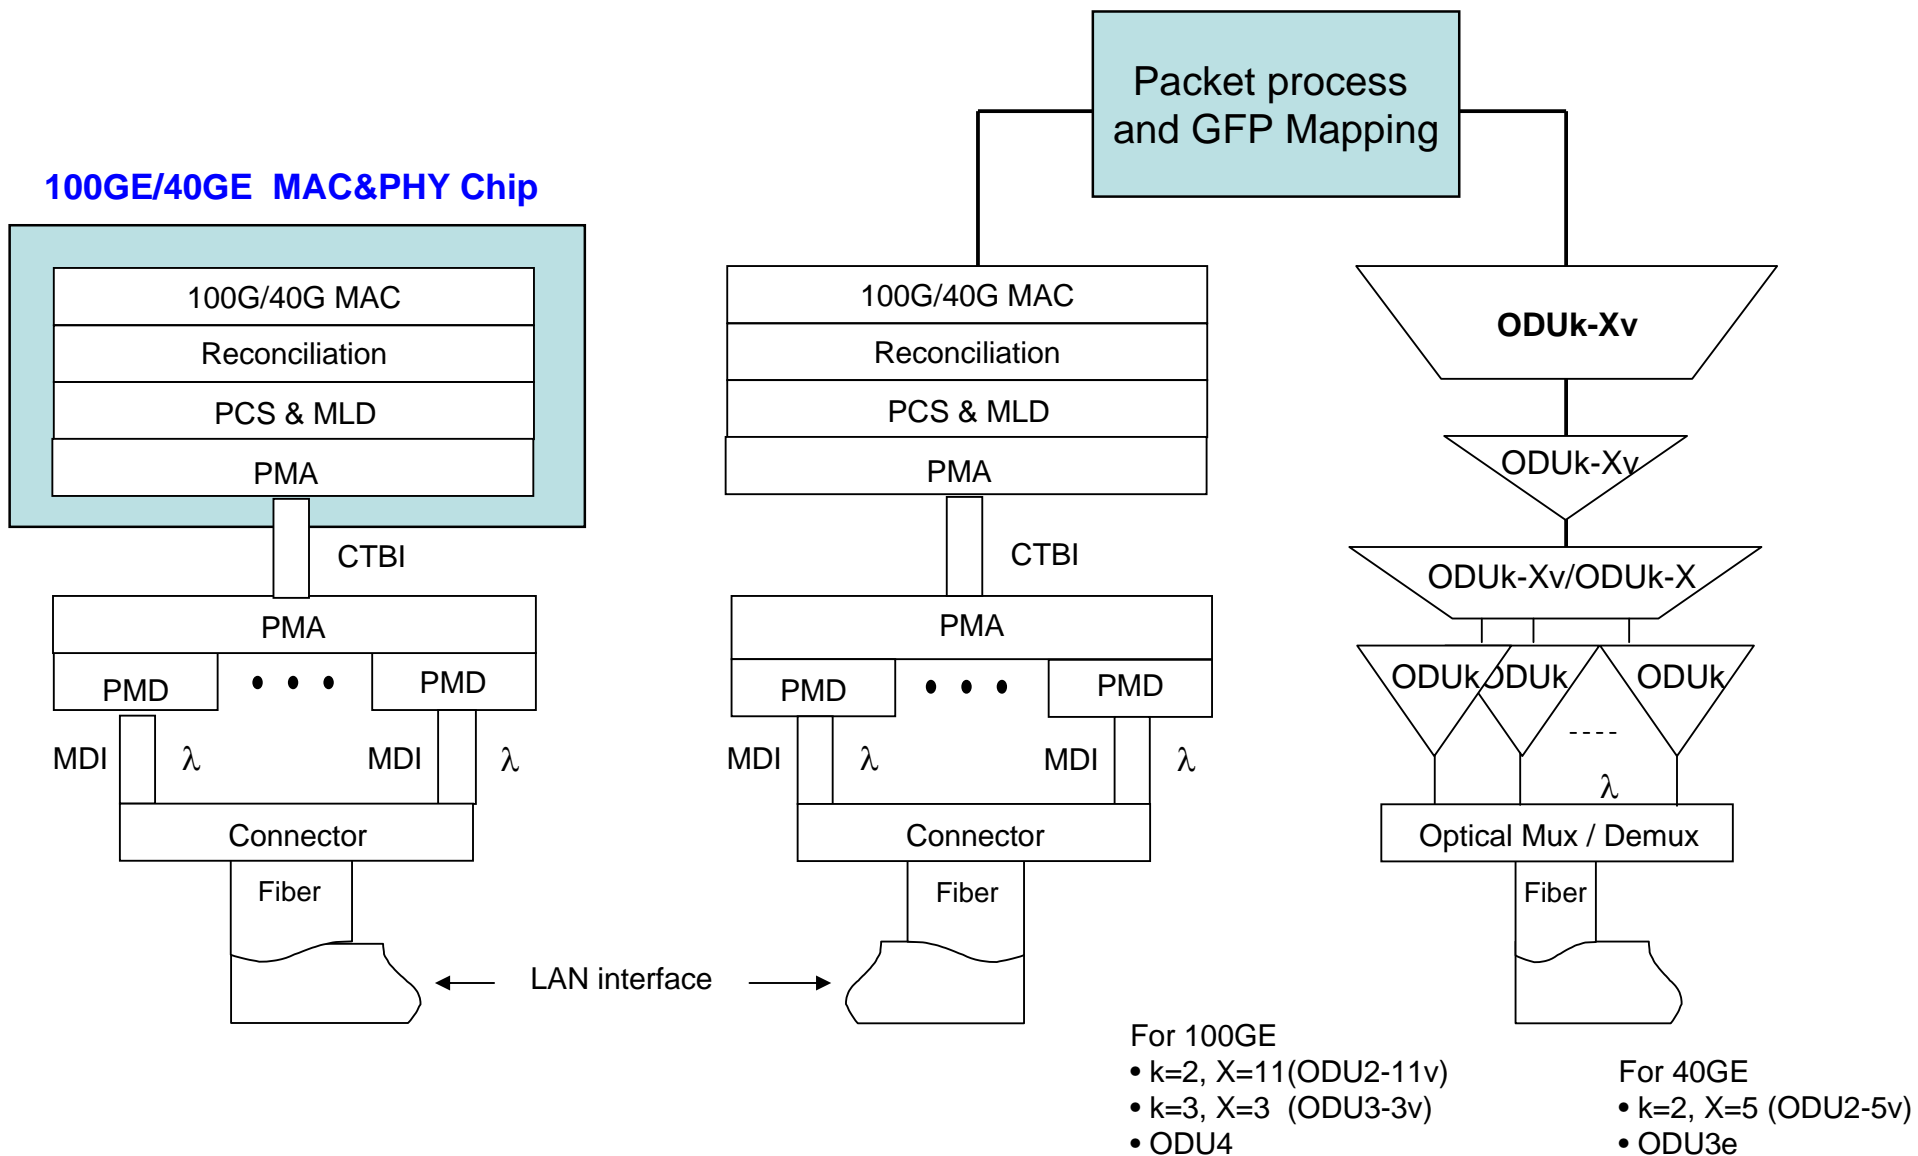 Packet process
and GFP Mapping
100GE/40GE MAC&PHY Chip
100G/40G MAC
Reconciliation
PCS & MLD
PMA
CTBI
PMA
PMD
• • •
PMD
MDI
λ
MDI
λ
Connector
Fiber
100G/40G MAC
Reconciliation
PCS & MLD
PMA
CTBI
PMA
PMD
• • •
PMD
MDI
λ
MDI
λ
Connector
Fiber
LAN interface
ODUk-Xv
ODUk-Xv
ODUk-Xv/ODUk-X
ODUk
ODUk
ODUk
----
λ
Optical Mux / Demux
Fiber
For 100GE
• k=2, X=11(ODU2-11v)
• k=3, X=3 (ODU3-3v)
• ODU4
For 40GE
• k=2, X=5 (ODU2-5v)
• ODU3e